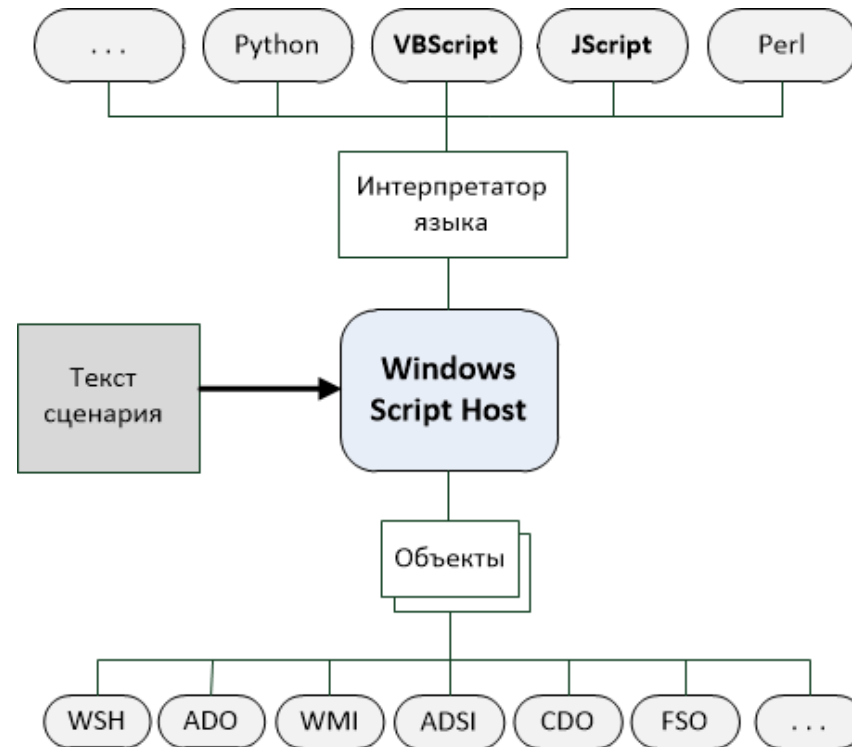 . . .
Python
VBScript
JScript
Perl
Интерпретатор
языка
Текст
сценария
Windows
Script Host
Объекты
WSH
ADO
WMI
ADSI
CDO
FSO
. . .